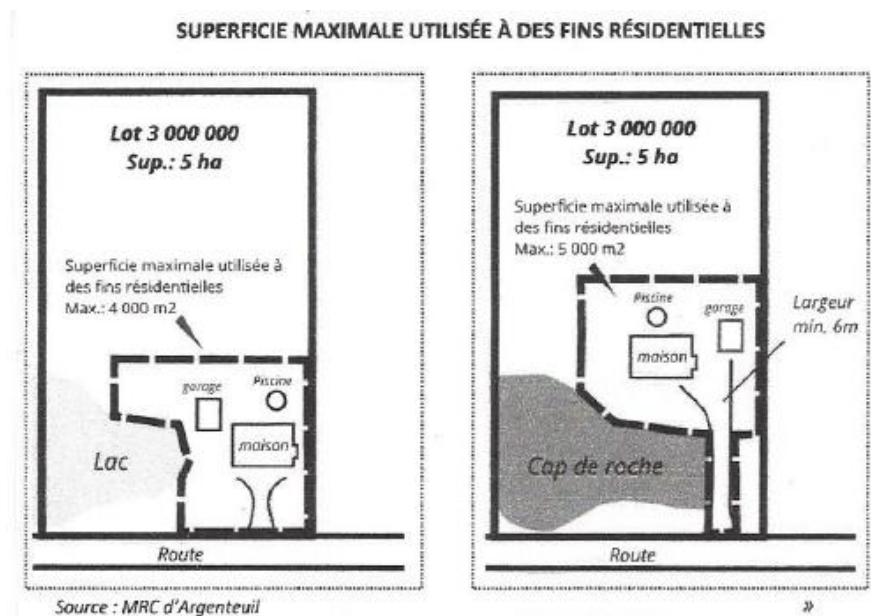 SUPERFICIE MAXIMALE UTILISÉE À DES FINS RÉSIDENTIELLES
Lot 3 000 000
Sup.: 5 ha
Superficie maximale utilisée à
des fins résidentielles
Max.: 4 000 m2
garage
Piscine
maison
Lac
Route
Source : MRC d'Argenteuil
Lot 3 000 000
Sup.: 5 ha
Superficie maximale utilisée à
des fins résidentielles
Max.: 5 000 m2
Piscine
garage
Largeur
min. 6m
maison
Cap de roche
Route
»